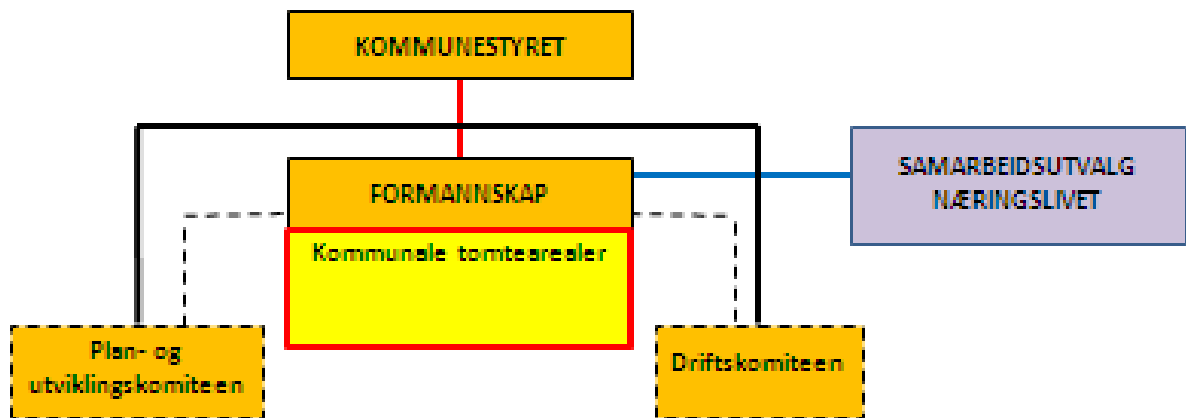 KOMMUNESTYRET
FORMANNSKAP
SAMARBEIDSUTVALG
NÆRINGSLIVET
Kommunale tomtearealer
Plan- og
utviklingskomiteen
Driftskomiteen